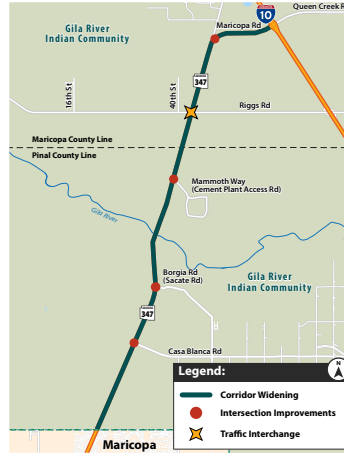 Queen Creek R
Gila River
Indian Community
Maricopa Rd
10
347
16th St
40th St
Riggs Rd
Maricopa County Line
Pinal County Line
Mammoth Way
(Cement Plant Access Rd)
Gila River
Borgia Rd
(Sacate Rd)
Gila River
Indian Community
347
Casa Blanca Rd
Legend:
N
Corridor Widening
Intersection Improvements
Traffic Interchange
Maricopa